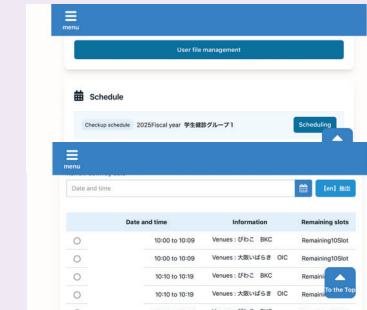 menu
User file management
Schedule
Checkup schedule 2025Fiscal year 学生健診グループ1 Scheduling
menu
Date and time [en] 抽出
Date and time Information Remaining slots
10:00 to 10:09 Venues : びわこ BKC Remaining10Slot
10:00 to 10:09 Venues : 大阪いばらき OIC Remaining10Slot
10:10 to 10:19 Venues : びわこ BKC
10:10 to 10:19 Venues : 大阪いばらき OIC
To the Top